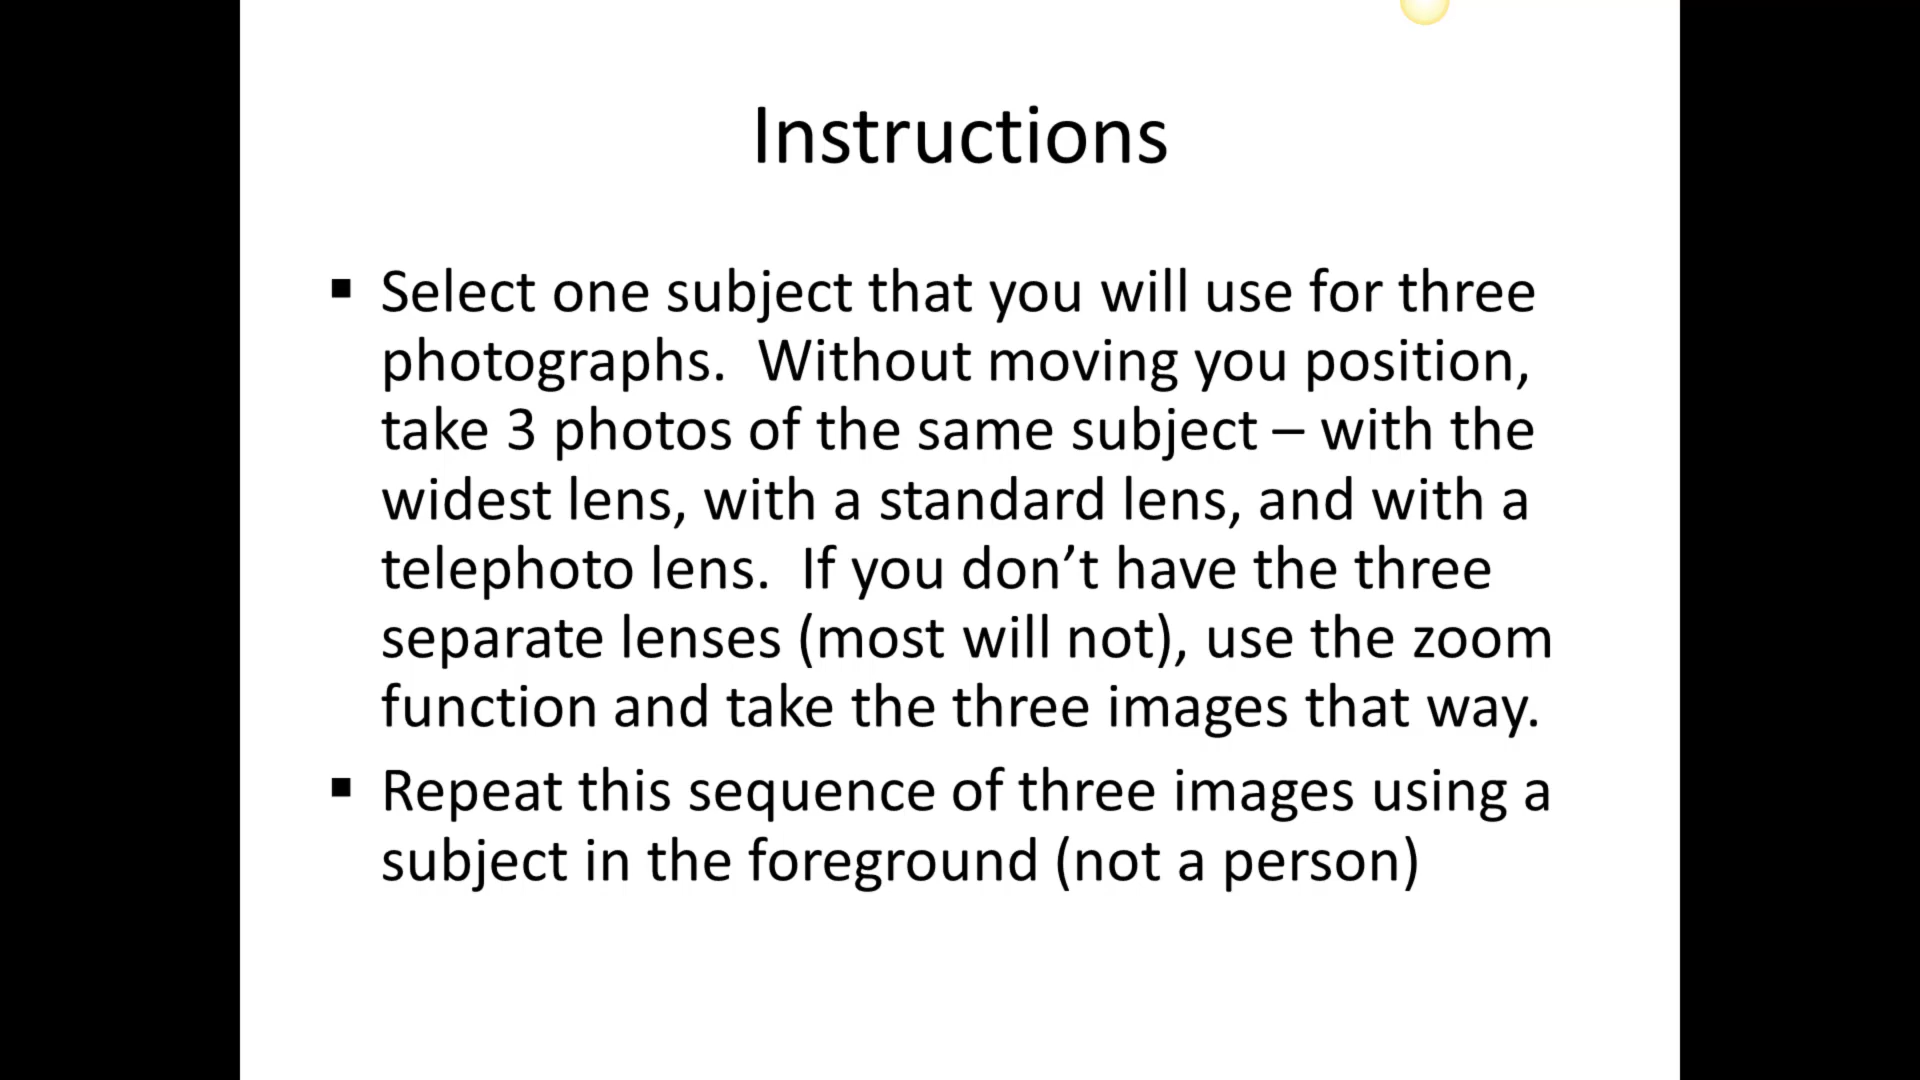 Instructions
▪ Select one subject that you will use for three
photographs.  Without moving you position,
take 3 photos of the same subject – with the
widest lens, with a standard lens, and with a
telephoto lens.  If you don’t have the three
separate lenses (most will not), use the zoom
function and take the three images that way.
▪ Repeat this sequence of three images using a
subject in the foreground (not a person)